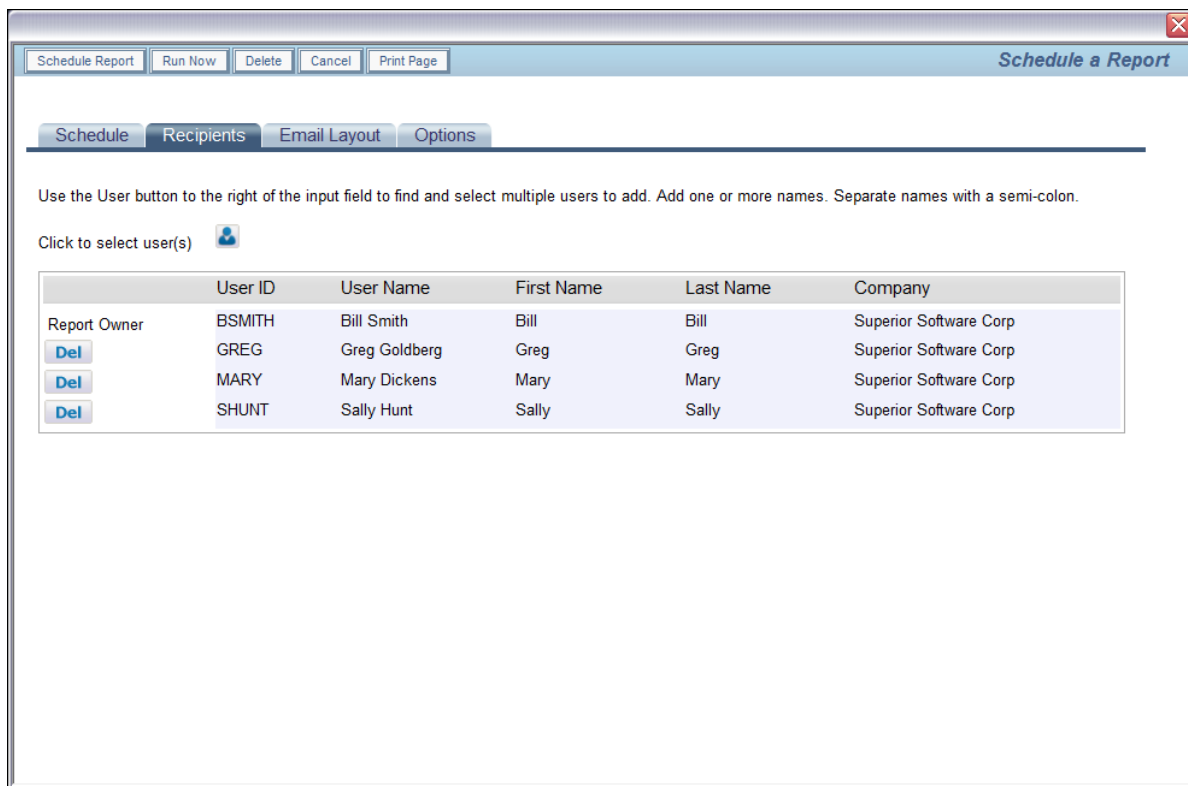 Schedule Report Run Now Delete Cancel Print Page Schedule a Report
Schedule Recipients Email Layout Options
Use the User button to the right of the input field to find and select multiple users to add. Add one or more names. Separate names with a semi-colon.
Click to select user(s)
User ID User Name First Name Last Name Company
Report Owner BSMITH Bill Smith Bill Bill Superior Software Corp
Del GREG Greg Goldberg Greg Greg Superior Software Corp
Del MARY Mary Dickens Mary Mary Superior Software Corp
Del SHUNT Sally Hunt Sally Sally Superior Software Corp